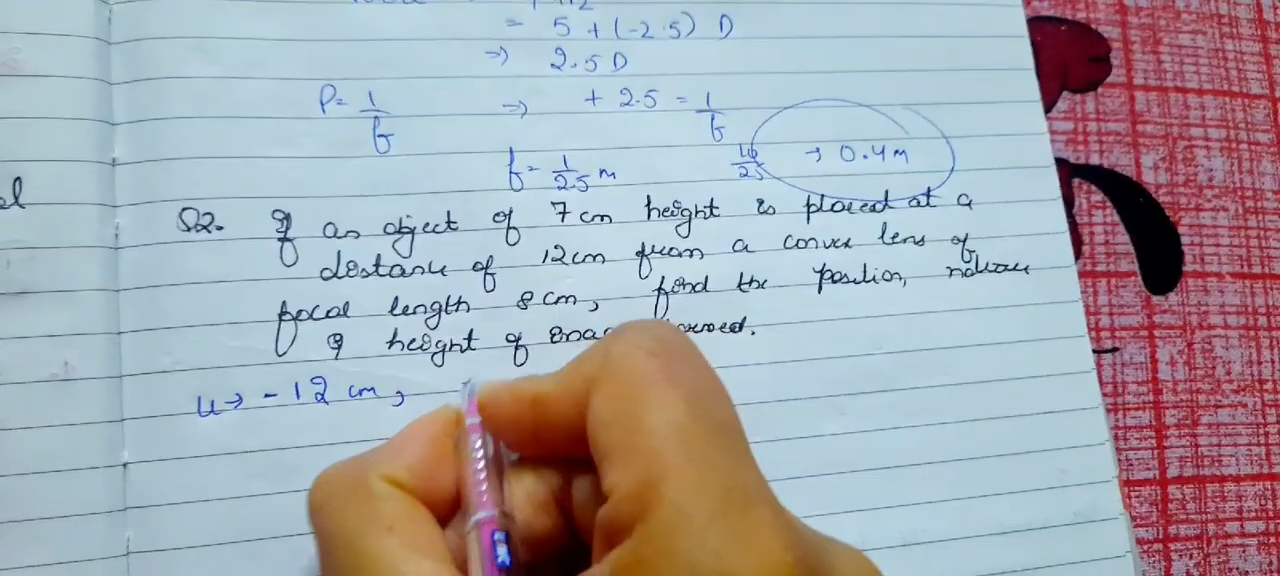 = 5 + (-2.5) D
⇒ 2.5 D
P = 1/f ⇒ + 2.5 = 1/f
f = 1/2.5 m 10/25 → 0.4 m
Q2. If an object of 7 cm height is placed at a
distance of 12 cm from a convex lens of
focal length 8 cm, find the position, nature
& height of
u → - 12 cm,